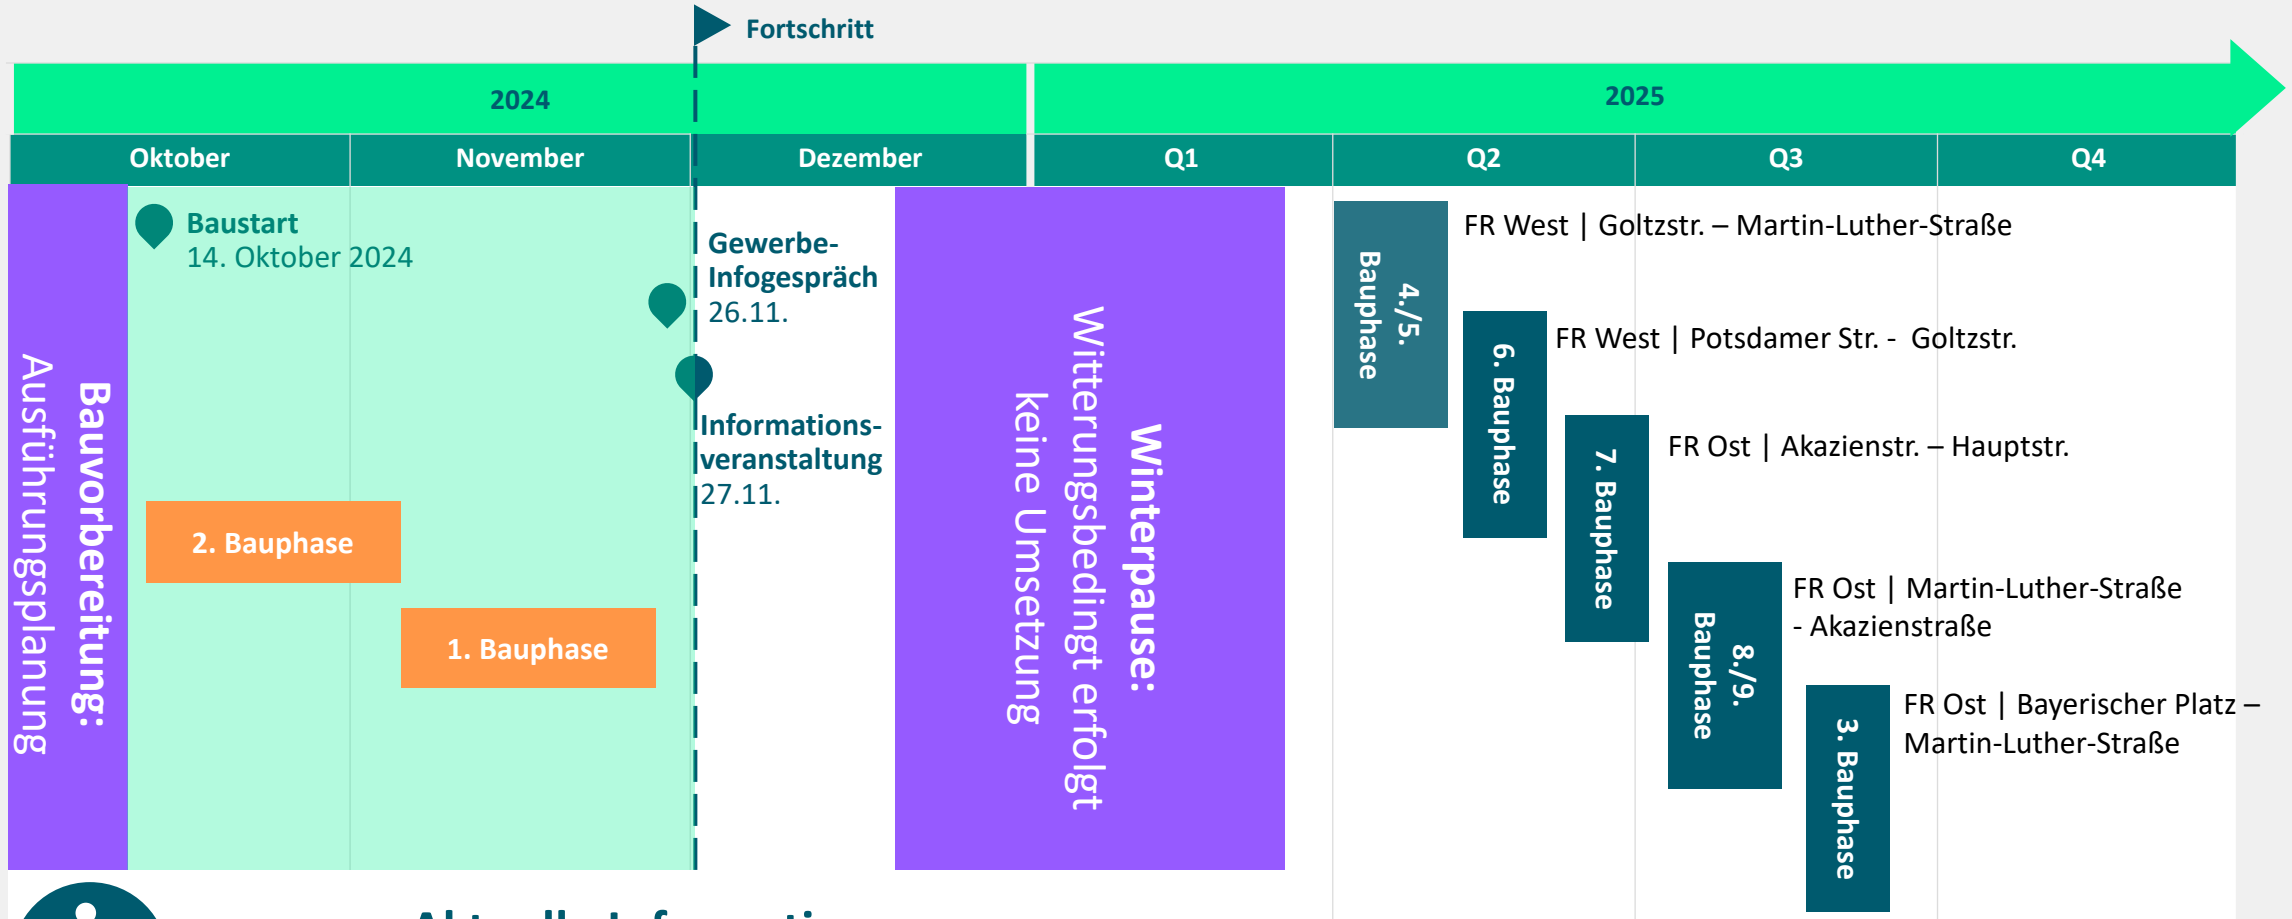 Fortschritt
2024
2025
Oktober
November
Dezember
Q1
Q2
Q3
Q4
Bauvorbereitung:
Ausführungsplanung
Baustart
14. Oktober 2024
2. Bauphase
1. Bauphase
Gewerbe-
Infogespräch
26.11.
Informations-
veranstaltung
27.11.
Winterpause:
Witterungsbedingt erfolgt
keine Umsetzung
4./5.
Bauphase
FR West | Goltzstr. – Martin-Luther-Straße
6. Bauphase
FR West | Potsdamer Str. - Goltzstr.
7. Bauphase
FR Ost | Akazienstr. – Hauptstr.
8./9.
Bauphase
FR Ost | Martin-Luther-Straße
- Akazienstraße
3. Bauphase
FR Ost | Bayerischer Platz –
Martin-Luther-Straße